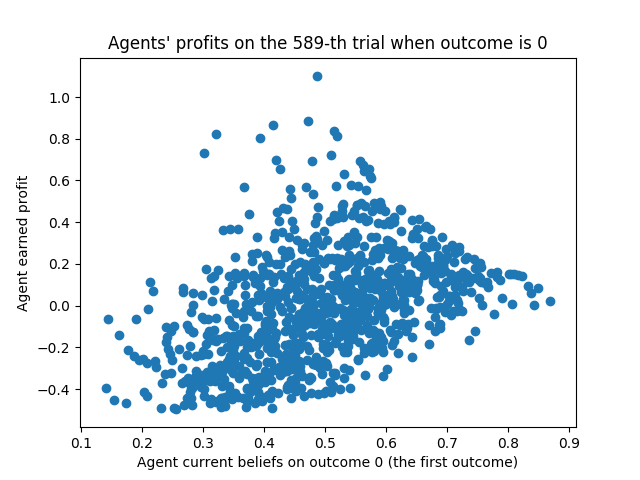 Agents' profits on the 589-th trial when outcome is 0
Agent earned profit
1.0
0.8
0.6
0.4
0.2
0.0
−0.2
−0.4
0.1 0.2 0.3 0.4 0.5 0.6 0.7 0.8 0.9
Agent current beliefs on outcome 0 (the first outcome)